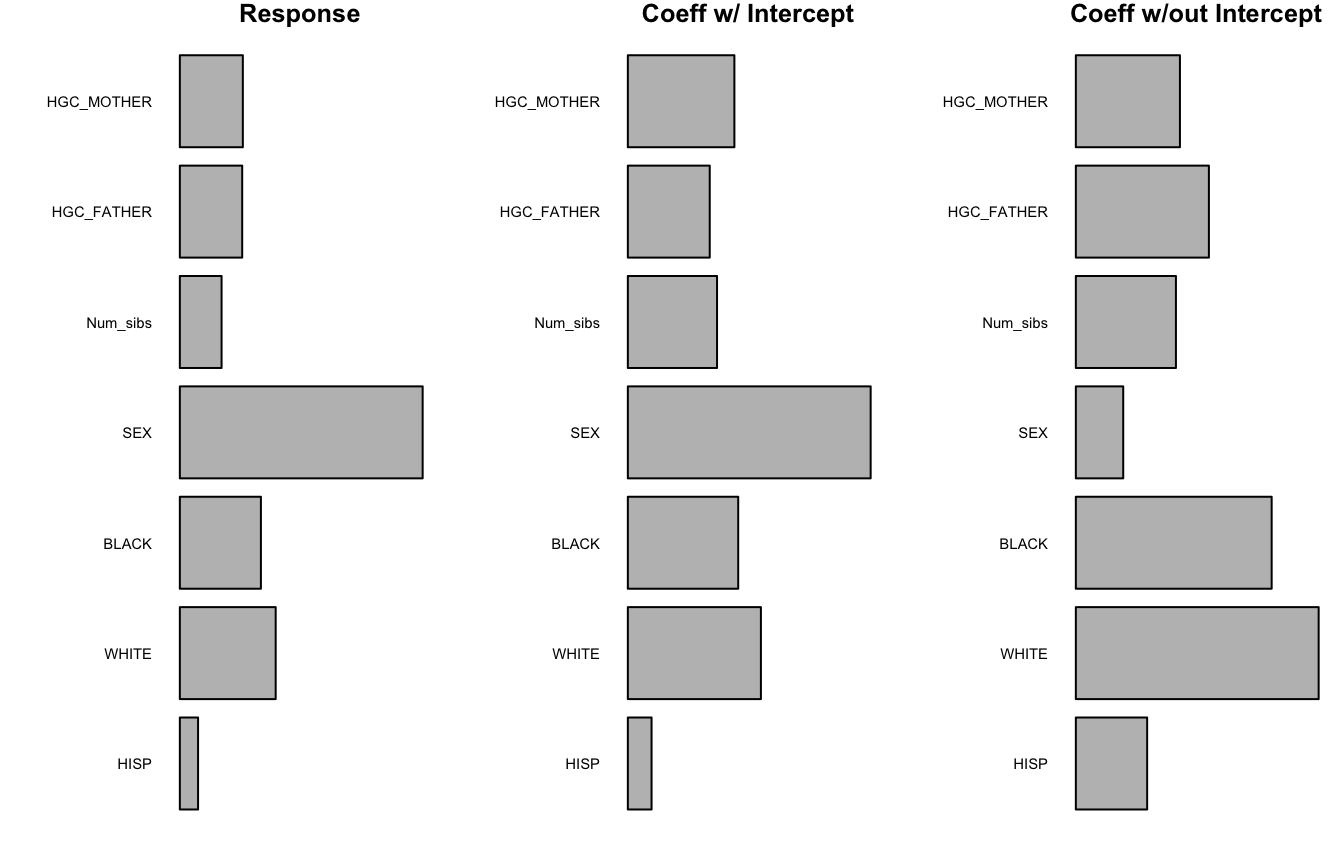 Response
HGC_MOTHER
HGC_FATHER
Num_sibs
SEX
BLACK
WHITE
HISP
Coeff w/ Intercept
HGC_MOTHER
HGC_FATHER
Num_sibs
SEX
BLACK
WHITE
HISP
Coeff w/out Intercept
HGC_MOTHER
HGC_FATHER
Num_sibs
SEX
BLACK
WHITE
HISP